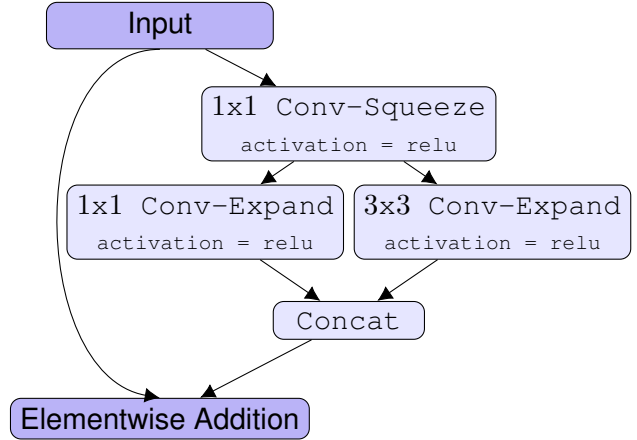 Input
1x1 Conv-Squeeze
activation = relu
1x1 Conv-Expand
activation = relu
3x3 Conv-Expand
activation = relu
Concat
Elementwise Addition